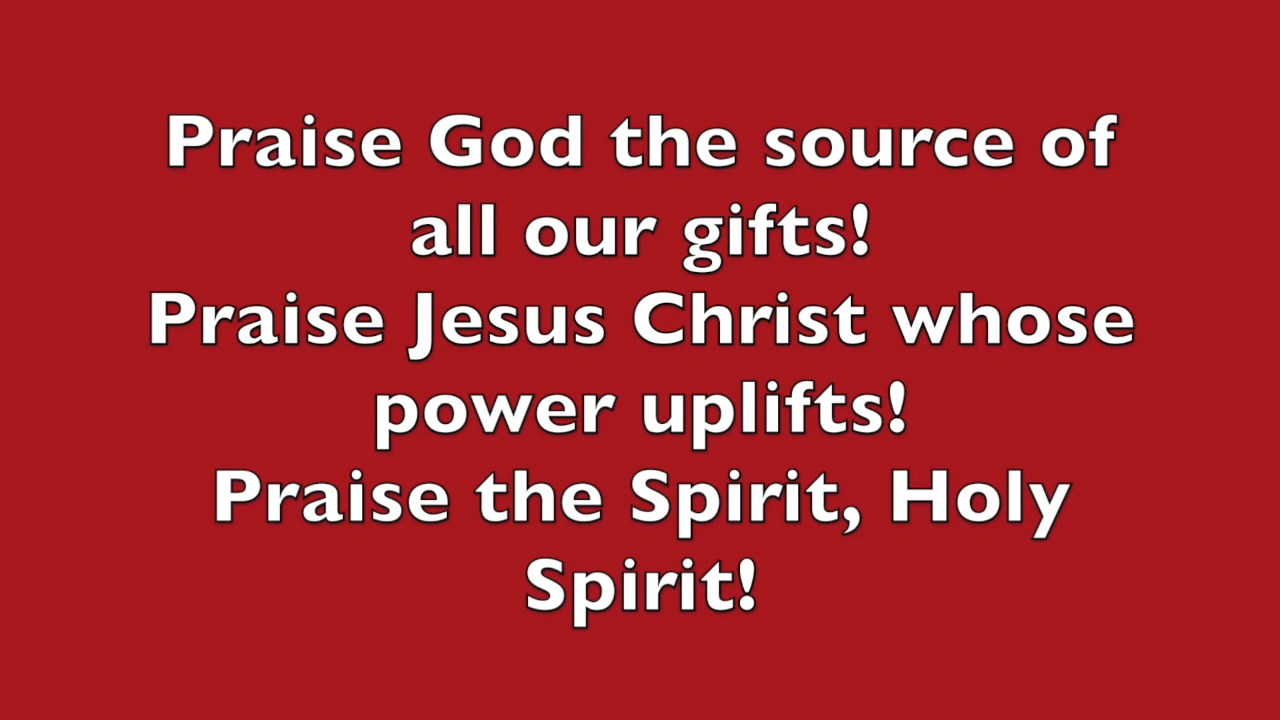 Praise God the source of
all our gifts!
Praise Jesus Christ whose
power uplifts!
Praise the Spirit, Holy
Spirit!